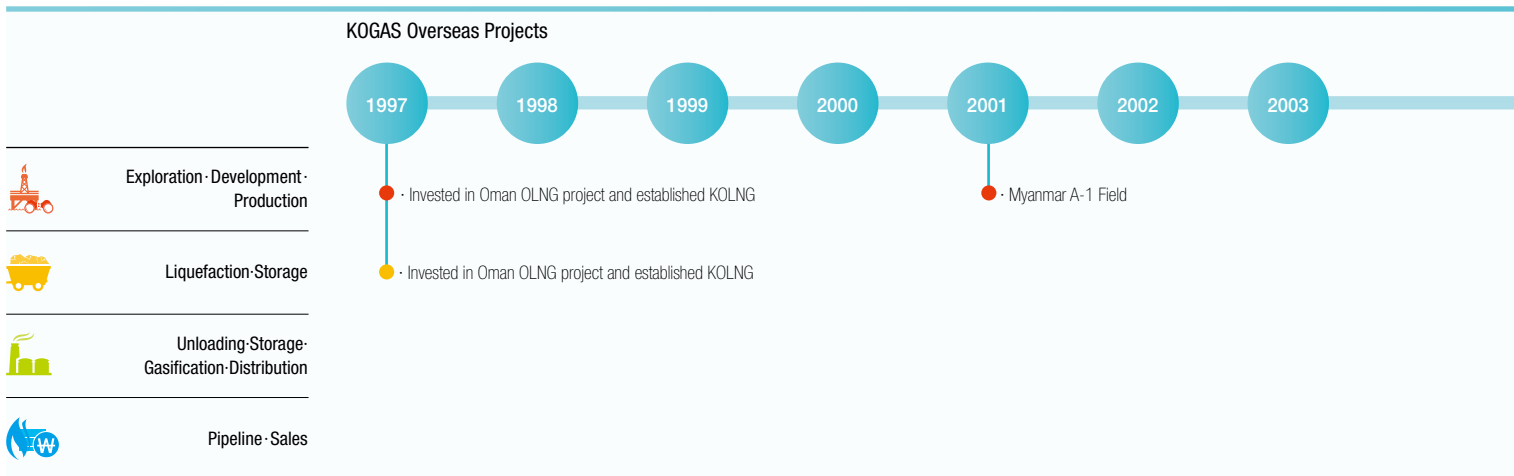 KOGAS Overseas Projects
1997 1998 1999 2000 2001 2002 2003
Exploration·Development·
Production
· Invested in Oman OLNG project and established KOLNG
· Myanmar A-1 Field
Liquefaction·Storage
· Invested in Oman OLNG project and established KOLNG
Unloading·Storage·
Gasification·Distribution
₩
Pipeline·Sales